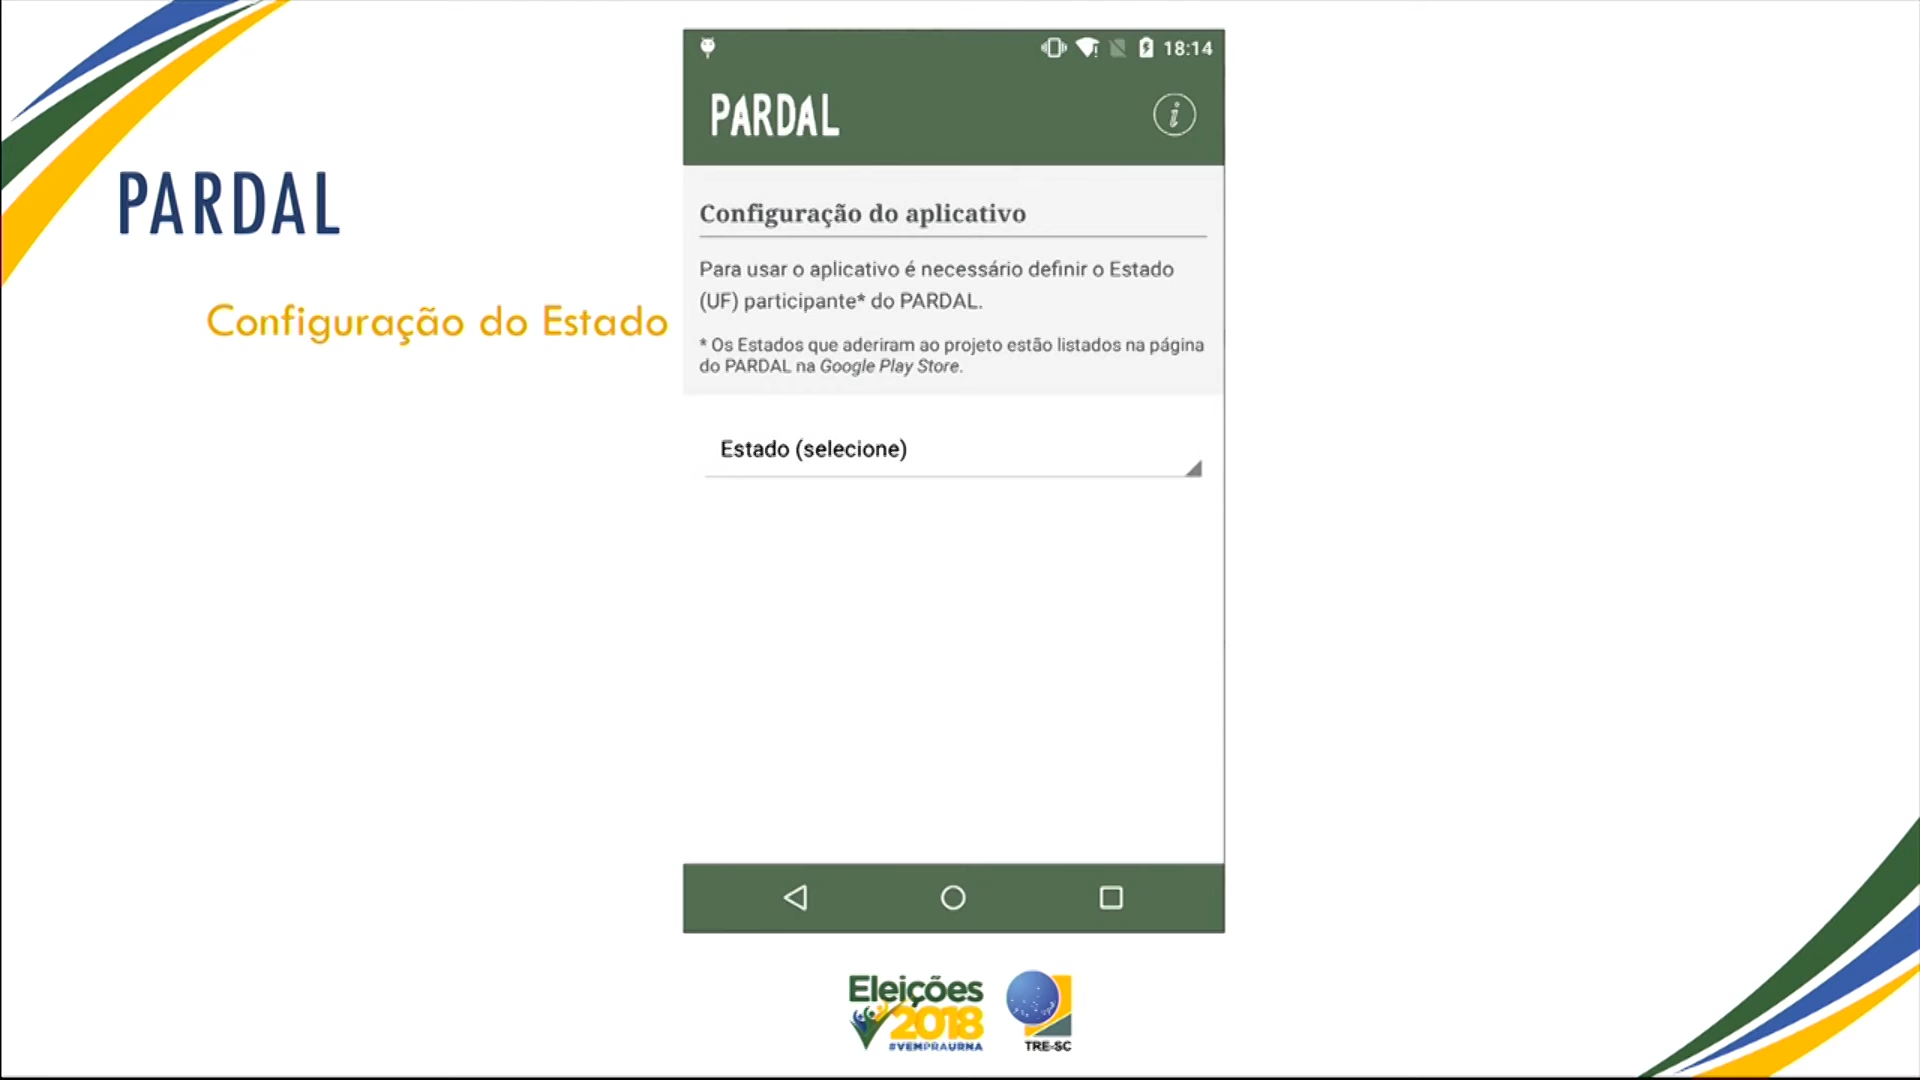 PARDAL
Configuração do Estado
18:14
PARDAL
i
Configuração do aplicativo
Para usar o aplicativo é necessário definir o Estado
(UF) participante* do PARDAL.
* Os Estados que aderiram ao projeto estão listados na página
do PARDAL na Google Play Store.
Estado (selecione)
Eleições
2018
#VEMPRAURNA
TRE-SC